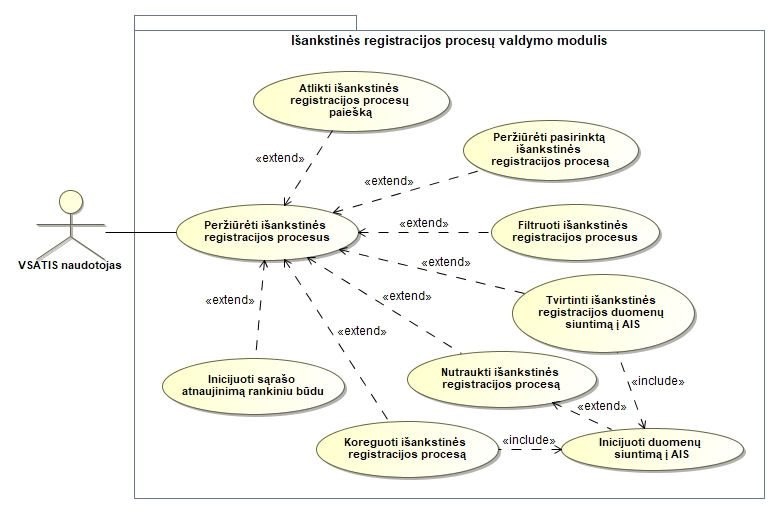 Išankstinės registracijos procesų valdymo modulis
Atlikti išankstinės
registracijos procesų
paiešką
Peržiūrėti pasirinktą
išankstinės
registracijos procesą
«extend»
«extend»
Peržiūrėti išankstinės
registracijos procesus
«extend»
Filtruoti išankstinės
registracijos procesus
VSATIS naudotojas
«extend»
Tvirtinti išankstinės
registracijos duomenų
siuntimą į AIS
«extend»
«extend»
«extend»
Inicijuoti sąrašo
atnaujinimą rankiniu būdu
Nutraukti išankstinės
registracijos procesą
«include»
«extend»
Koreguoti išankstinės
registracijos procesą
«include»
Inicijuoti duomenų
siuntimą į AIS